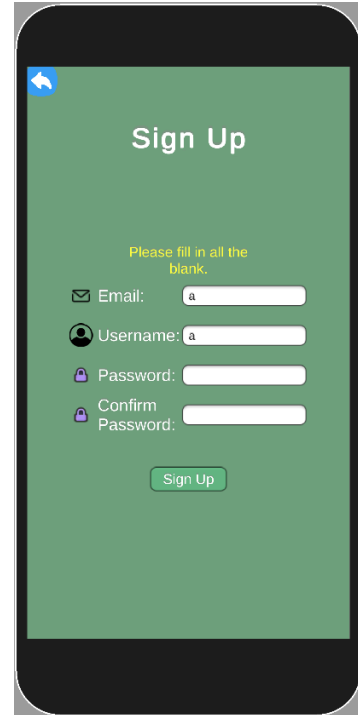 Sign Up
Please fill in all the
blank.
Email: a
Username: a
Password:
Confirm
Password:
Sign Up